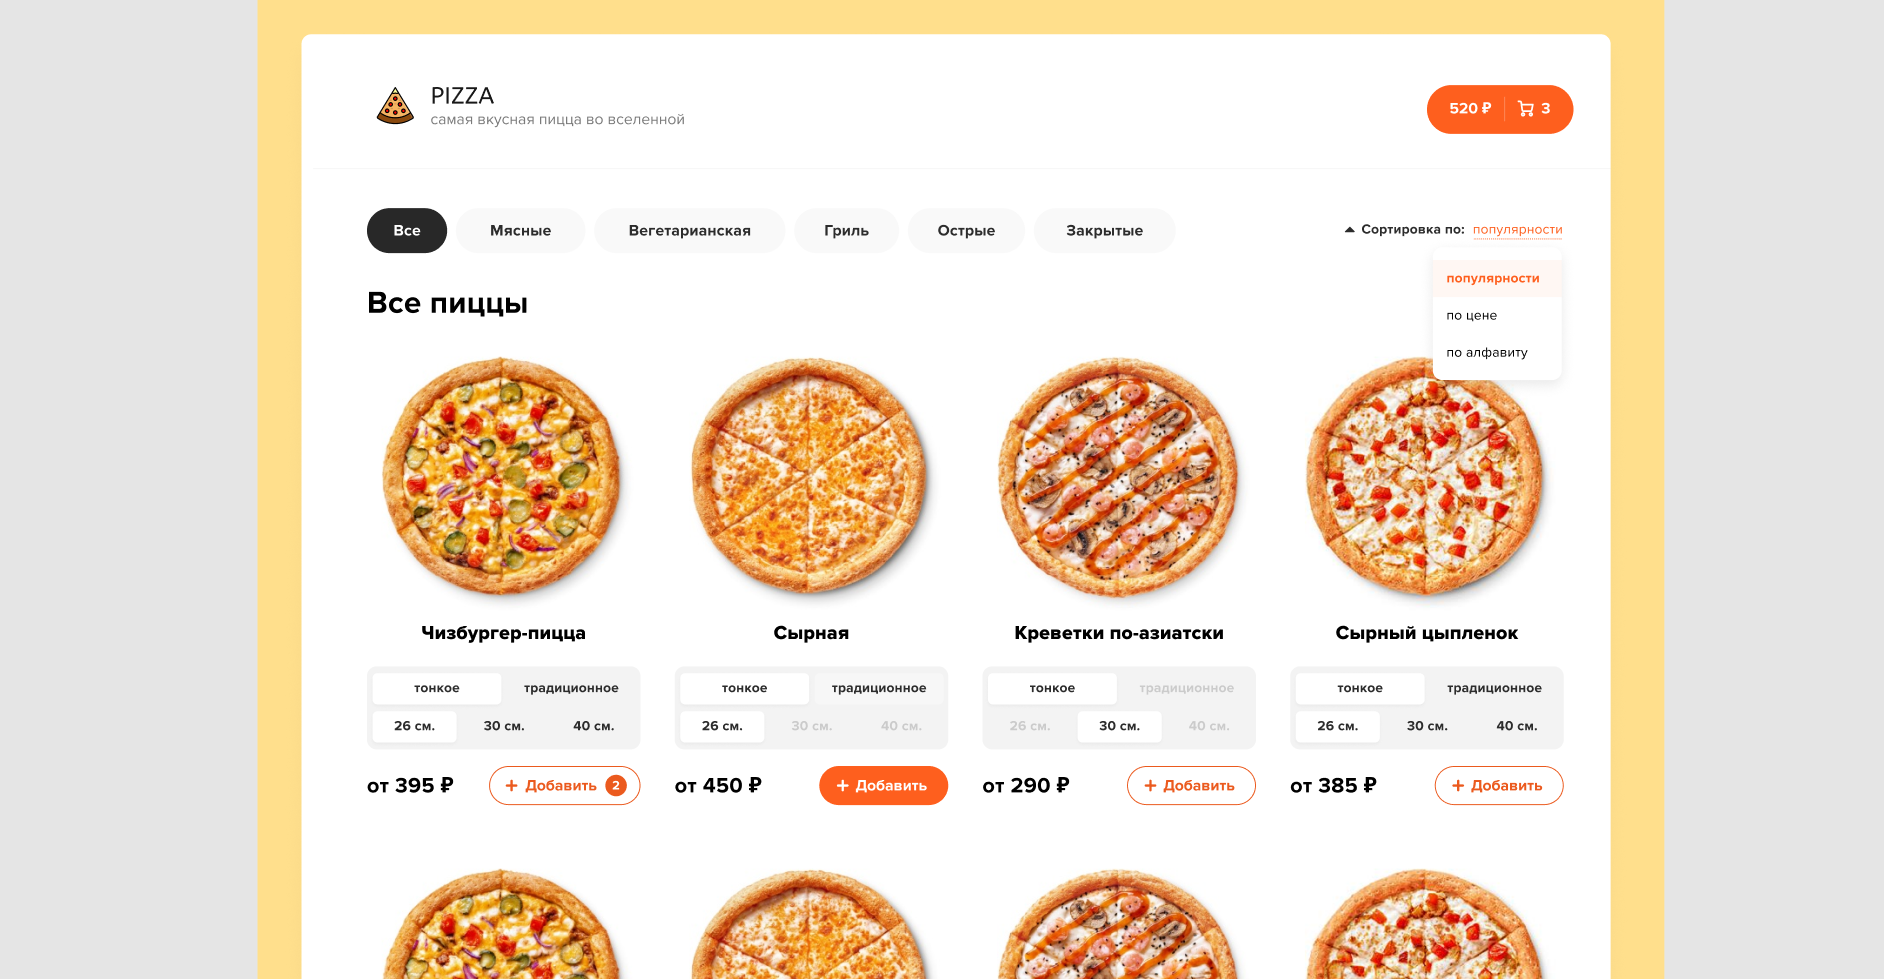 PIZZA
самая вкусная пицца во вселенной
520 ₽ 3
Все Мясные Вегетарианская Гриль Острые Закрытые
Сортировка по: популярности
популярности
по цене
по алфавиту
Все пиццы
Чизбургер-пицца
тонкое традиционное
26 см. 30 см. 40 см.
от 395 ₽ + Добавить 2
Сырная
тонкое традиционное
26 см. 30 см. 40 см.
от 450 ₽ + Добавить
Креветки по-азиатски
тонкое традиционное
26 см. 30 см. 40 см.
от 290 ₽ + Добавить
Сырный цыпленок
тонкое традиционное
26 см. 30 см. 40 см.
от 385 ₽ + Добавить